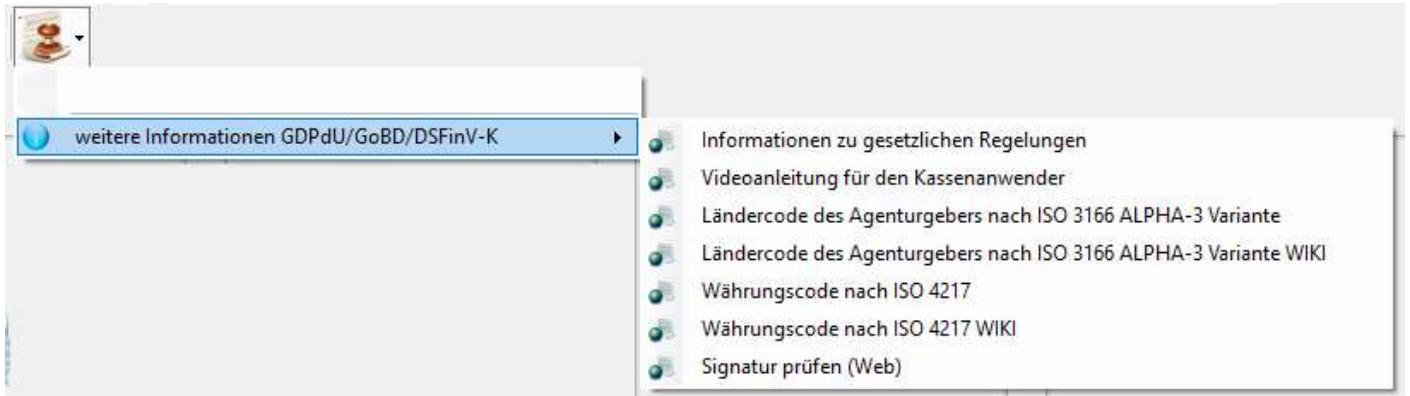 weitere Informationen GDPdU/GoBD/DSFinV-K
Informationen zu gesetzlichen Regelungen
Videoanleitung für den Kassenanwender
Ländercode des Agenturgebers nach ISO 3166 ALPHA-3 Variante
Ländercode des Agenturgebers nach ISO 3166 ALPHA-3 Variante WIKI
Währungscode nach ISO 4217
Währungscode nach ISO 4217 WIKI
Signatur prüfen (Web)